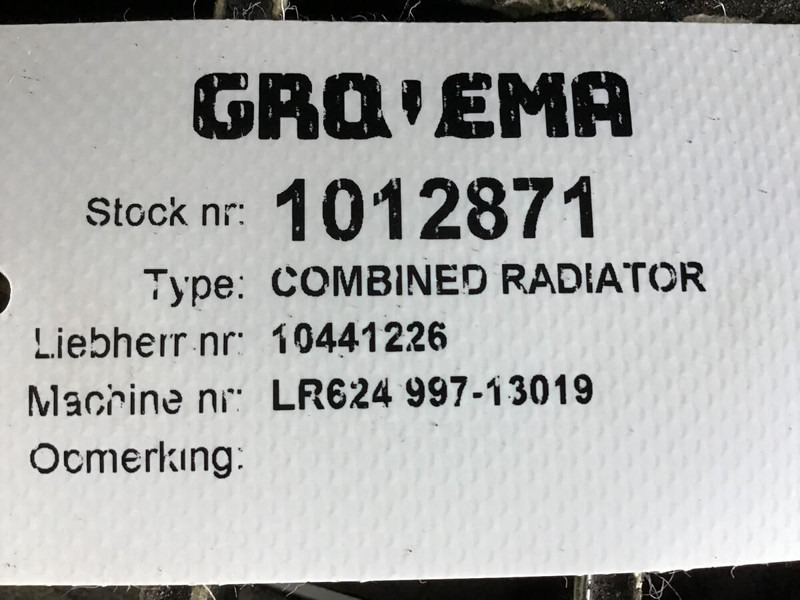 GRO'EMA
Stock nr: 1012871
Type: COMBINED RADIATOR
Liebherr nr: 10441226
Machine nr: LR624 997-13019
Opmerking: